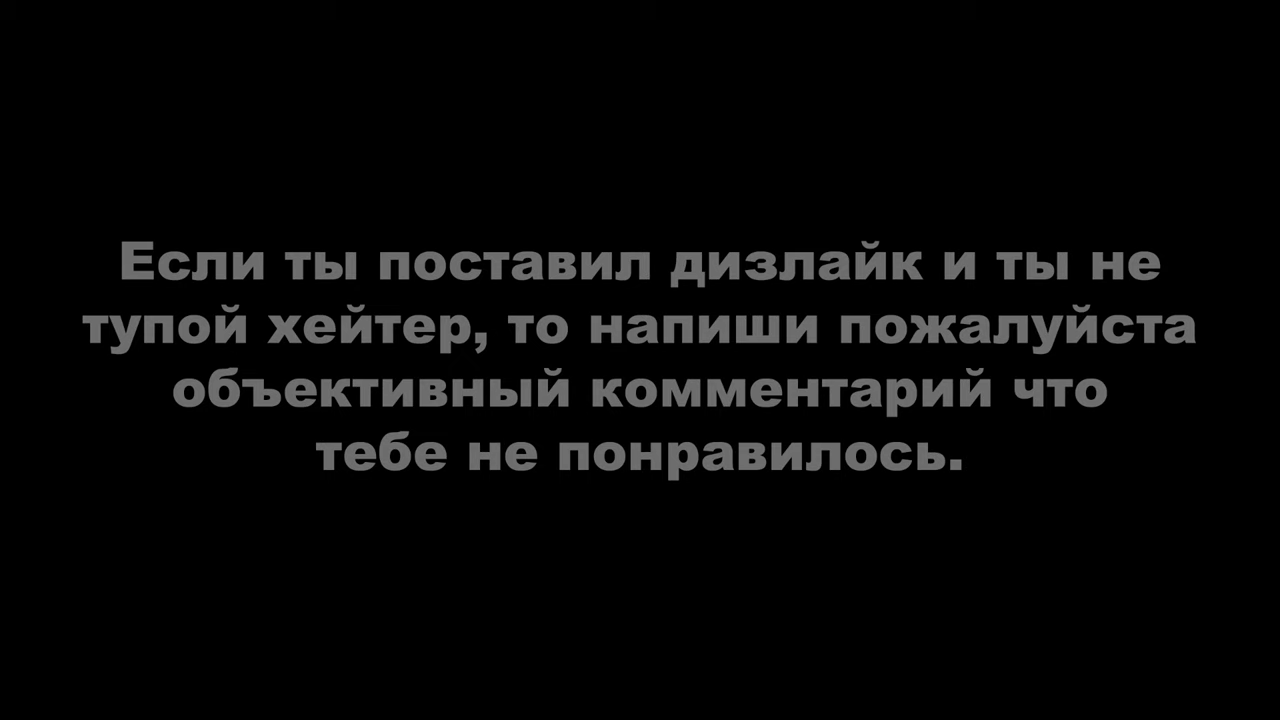 Если ты поставил дизлайк и ты не
тупой хейтер, то напиши пожалуйста
объективный комментарий что
тебе не понравилось.